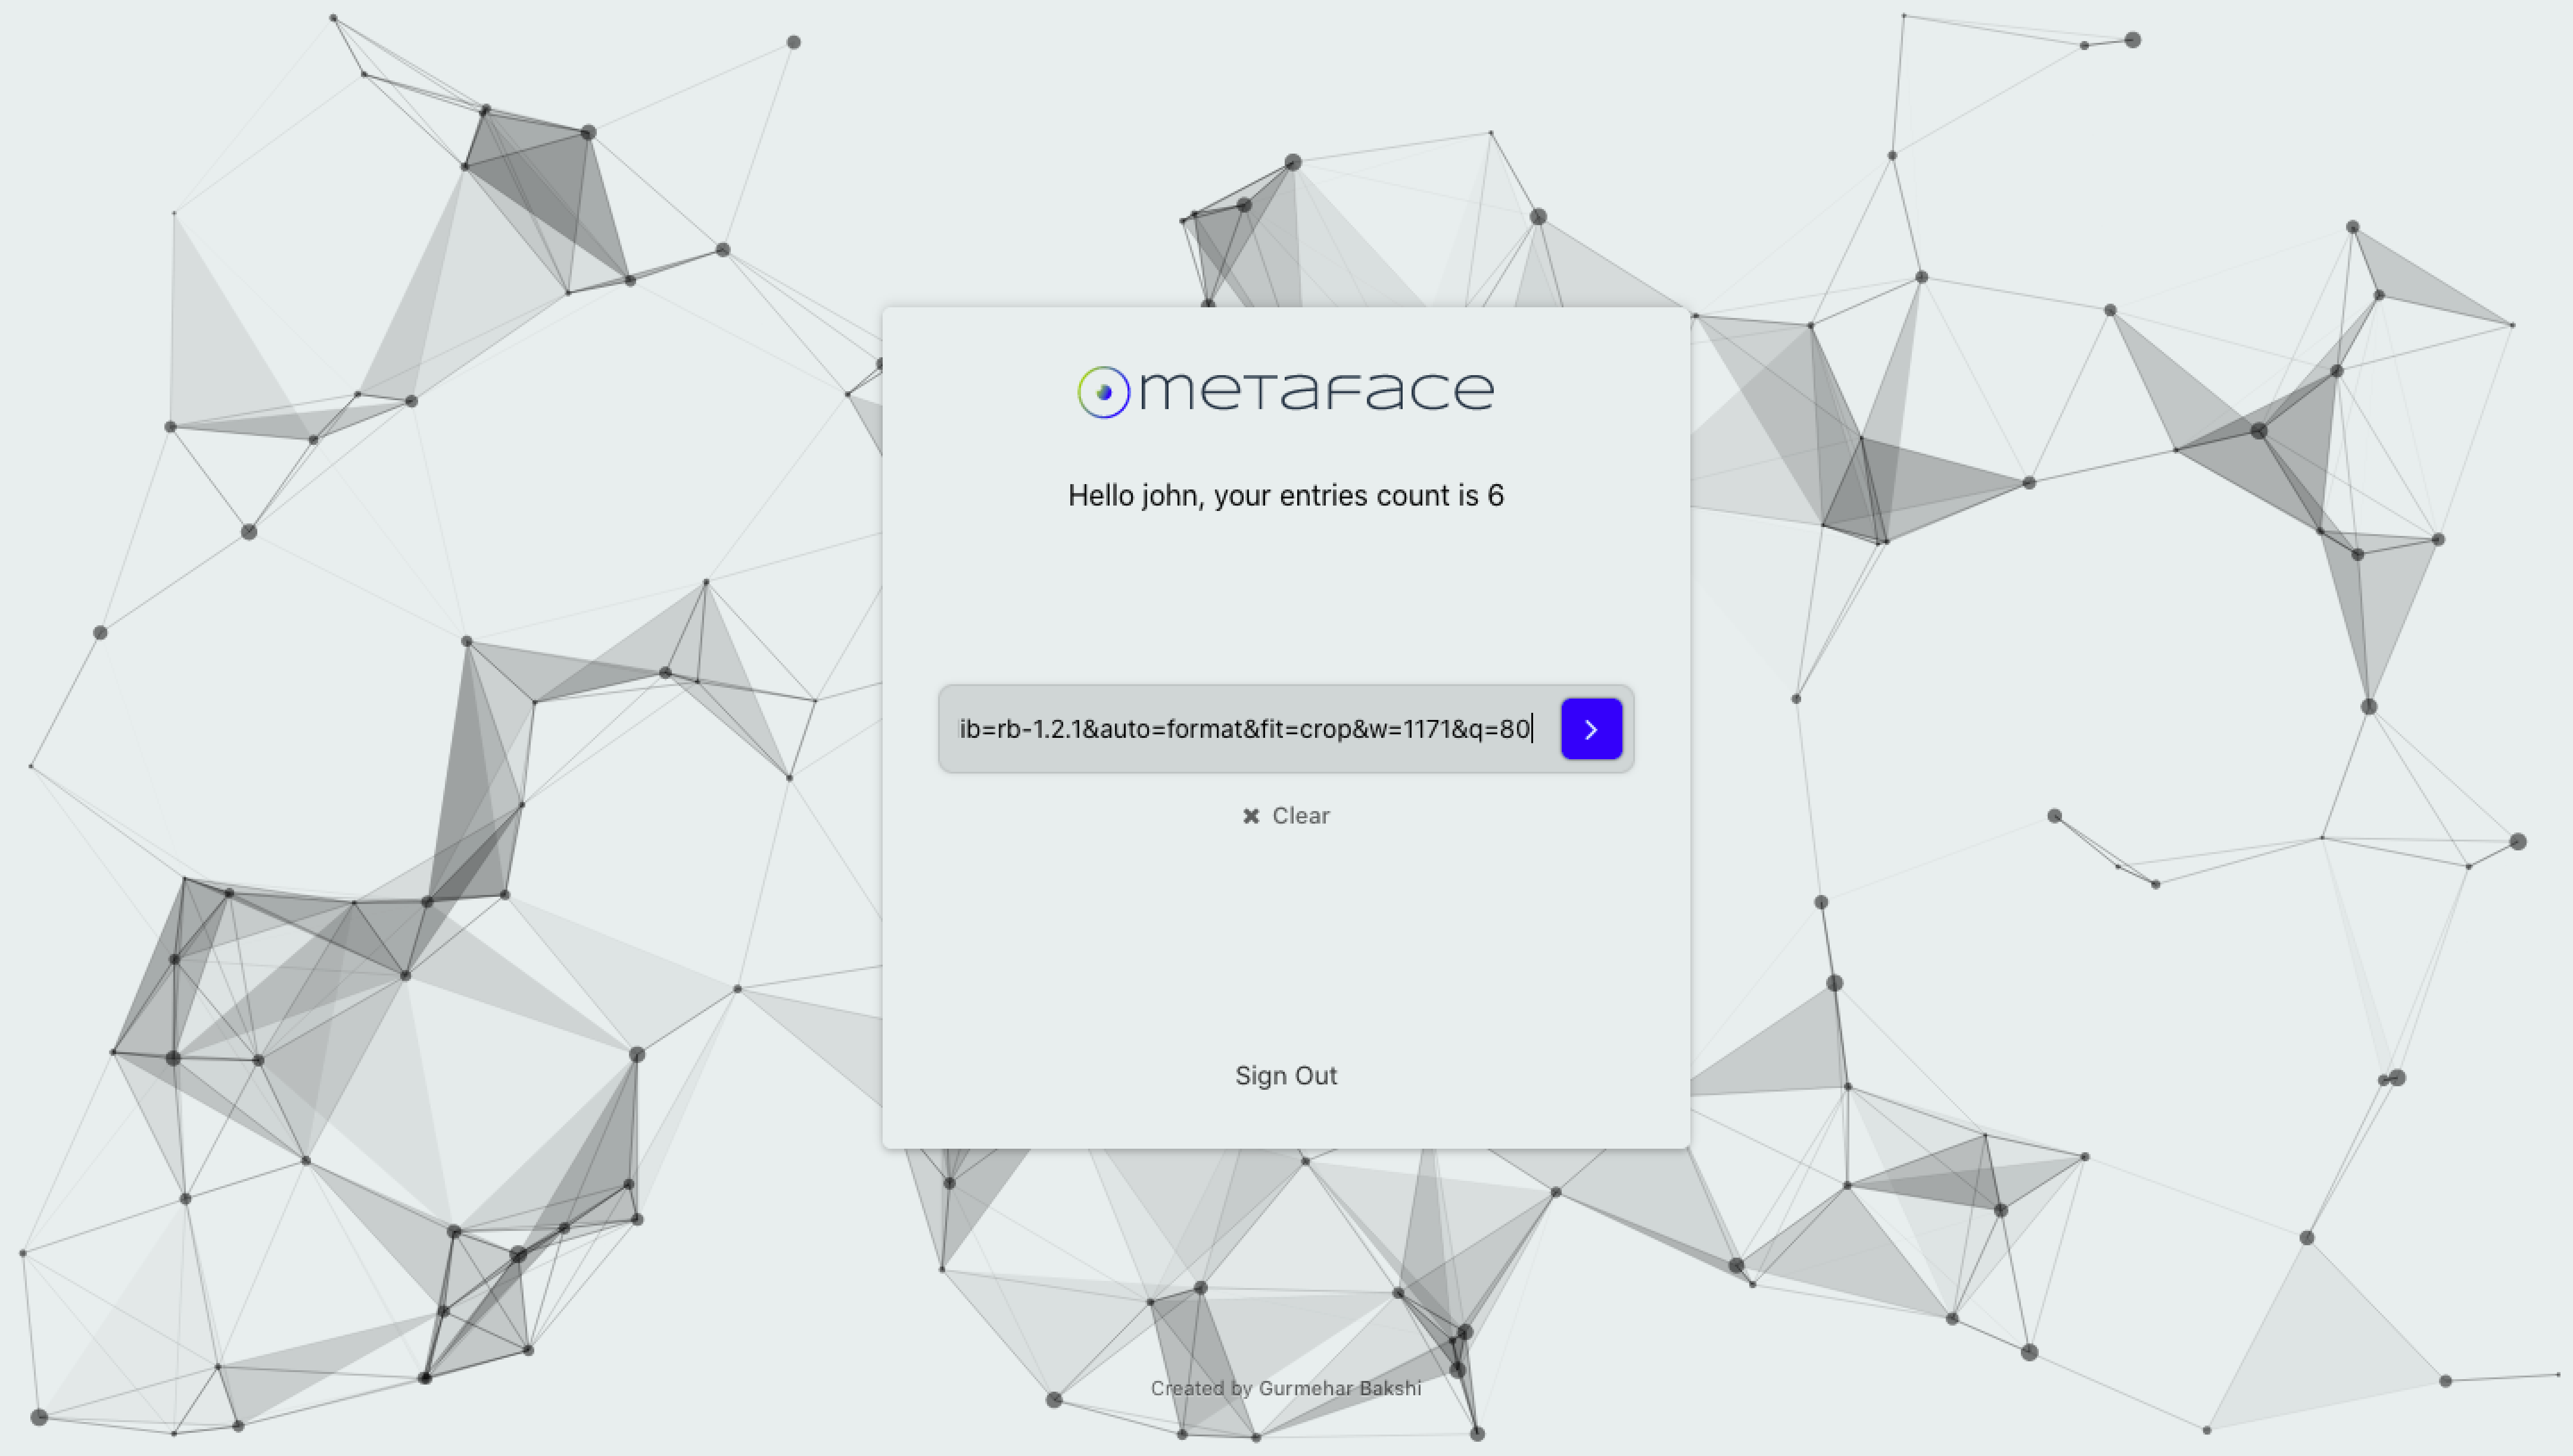 metaface
Hello john, your entries count is 6
ib=rb-1.2.1&auto=format&fit=crop&w=1171&q=80
✖ Clear
Sign Out
Created by Gurmehar Bakshi